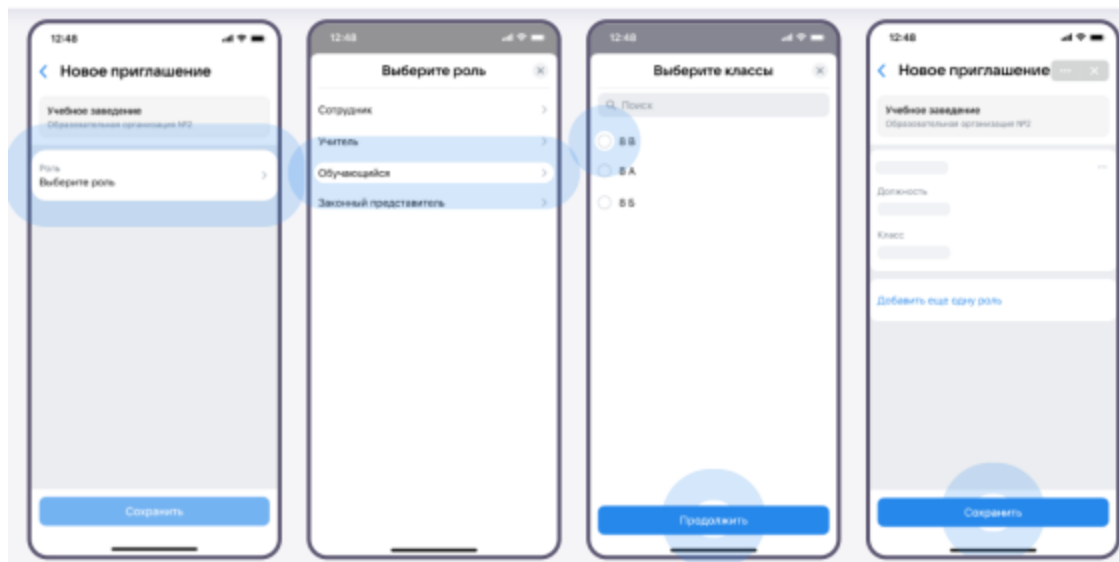 12:48
Новое приглашение
Учебное заведение
Образовательная организация №2
Роль
Выберите роль
Сохранить
12:48
Выберите роль
Сотрудник
Учитель
Обучающийся
Законный представитель
12:48
Выберите классы
Поиск
8 В
8 А
8 Б
Продолжить
12:48
Новое приглашение
Учебное заведение
Образовательная организация №2
Должность
Класс
Добавить еще одну роль
Сохранить